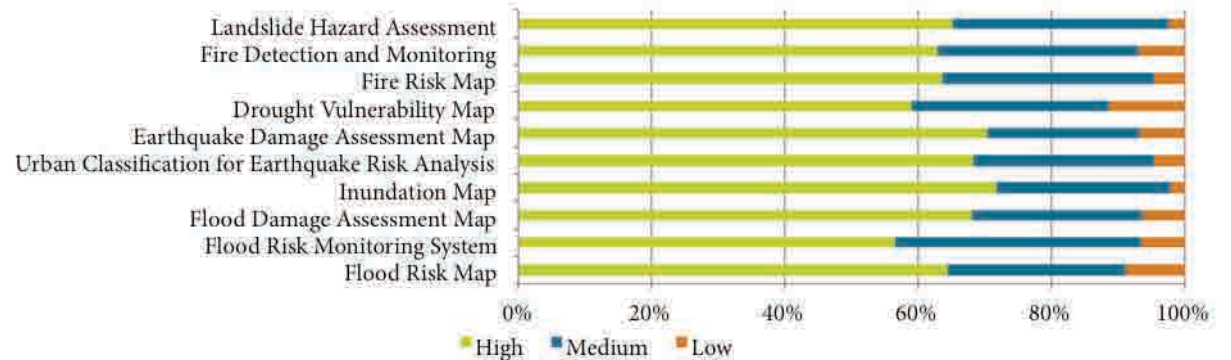 Landslide Hazard Assessment
Fire Detection and Monitoring
Fire Risk Map
Drought Vulnerability Map
Earthquake Damage Assessment Map
Urban Classification for Earthquake Risk Analysis
Inundation Map
Flood Damage Assessment Map
Flood Risk Monitoring System
Flood Risk Map
0% 20% 40% 60% 80% 100%
High Medium Low